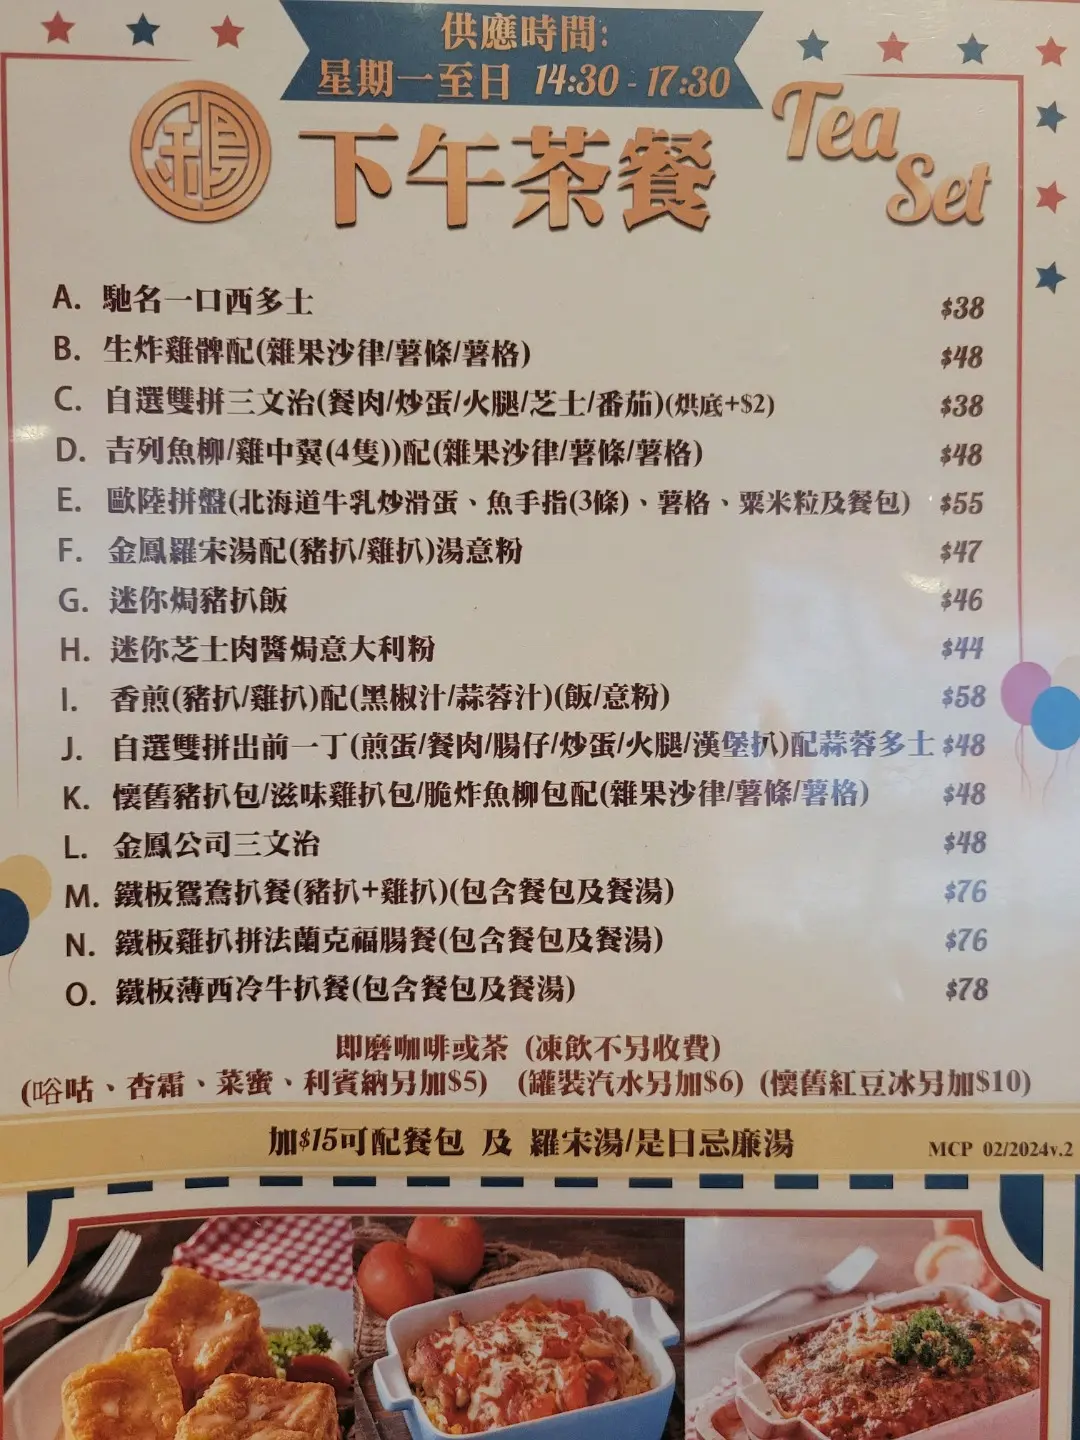 供應時間:
星期一至日 14:30 - 17:30
下午茶餐
Tea Set
A. 馳名一口西多士 $38
B. 生炸雞髀配(雜果沙律/薯條/薯格) $48
C. 自選雙拼三文治(餐肉/炒蛋/火腿/芝士/番茄)(烘底+$2) $38
D. 吉列魚柳/雞中翼(4隻))配(雜果沙律/薯條/薯格) $48
E. 歐陸拼盤(北海道牛乳炒滑蛋、魚手指(3條)、薯格、粟米粒及餐包) $55
F. 金鳳羅宋湯配(豬扒/雞扒)湯意粉 $47
G. 迷你焗豬扒飯 $46
H. 迷你芝士肉醬焗意大利粉 $44
I. 香煎(豬扒/雞扒)配(黑椒汁/蒜蓉汁)(飯/意粉) $58
J. 自選雙拼出前一丁(煎蛋/餐肉/腸仔/炒蛋/火腿/漢堡扒)配蒜蓉多士 $48
K. 懷舊豬扒包/滋味雞扒包/脆炸魚柳包配(雜果沙律/薯條/薯格) $48
L. 金鳳公司三文治 $48
M. 鐵板鴛鴦扒餐(豬扒+雞扒)(包含餐包及餐湯) $76
N. 鐵板雞扒拼法蘭克福腸餐(包含餐包及餐湯) $76
O. 鐵板薄西冷牛扒餐(包含餐包及餐湯) $78
即磨咖啡或茶 (凍飲不另收費)
(唂咕、杏霜、菜蜜、利賓納另加$5) (罐裝汽水另加$6) (懷舊紅豆冰另加$10)
加$15可配餐包 及 羅宋湯/是日忌廉湯
MCP 02/2024v.2